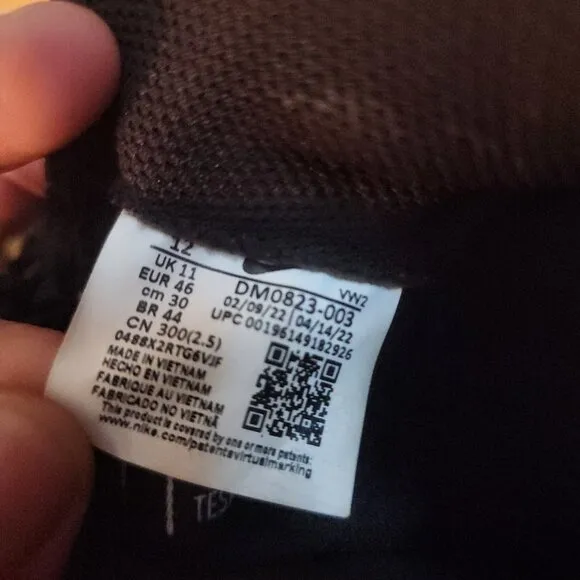 12
UK 11
EUR 46
cm 30
BR 44
CN 300(2.5)
0488X2RTG6VJF
VW2
DM0823-003
02/09/22 | 04/14/22
UPC 00196149182926
MADE IN VIETNAM
HECHO EN VIETNAM
FABRIQUE AU VIETNAM
FABRICADO NO VIETNÃ
This product is covered by one or more patents:
www.nike.com/patentsvirtualmarking